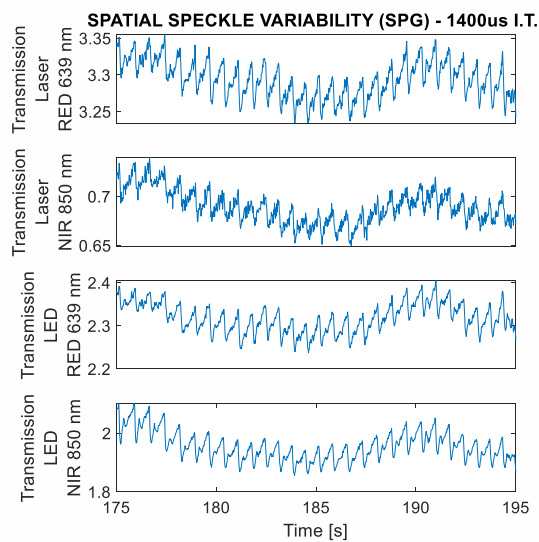 SPATIAL SPECKLE VARIABILITY (SPG) - 1400us I.T.
Transmission
Laser
RED 639 nm
3.35
3.3
3.25
Transmission
Laser
NIR 850 nm
0.7
0.65
Transmission
LED
RED 639 nm
2.4
2.3
2.2
Transmission
LED
NIR 850 nm
2
1.8
175
180
185
190
195
Time [s]